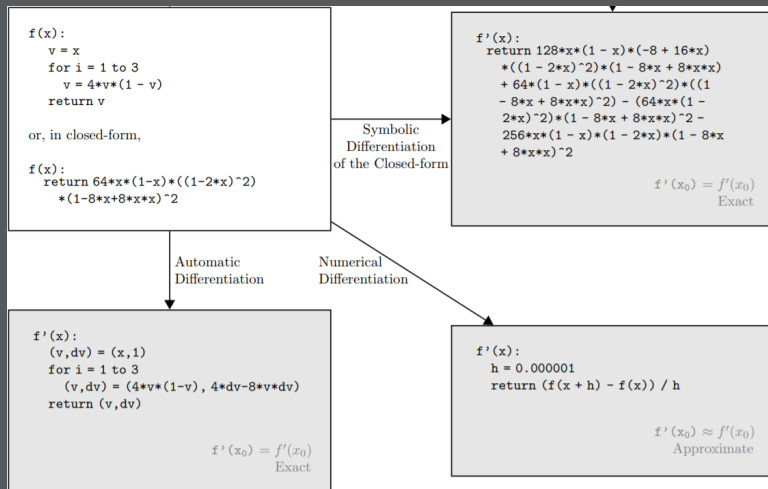 f(x):
v = x
for i = 1 to 3
v = 4*v*(1 - v)
return v
or, in closed-form,
f(x):
return 64*x*(1-x)*((1-2*x)^2)
*(1-8*x+8*x*x)^2
Symbolic
Differentiation
of the Closed-form
f'(x):
return 128*x*(1 - x)*(-8 + 16*x)
*((1 - 2*x)^2)*(1 - 8*x + 8*x*x)
+ 64*(1 - x)*((1 - 2*x)^2)*((1
- 8*x + 8*x*x)^2) - (64*x*(1 -
2*x)^2)*(1 - 8*x + 8*x*x)^2 -
256*x*(1 - x)*(1 - 2*x)*(1 - 8*x
+ 8*x*x)^2
f'(x₀) = f′(x₀)
Exact
Automatic
Differentiation
Numerical
Differentiation
f'(x):
(v,dv) = (x,1)
for i = 1 to 3
(v,dv) = (4*v*(1-v), 4*dv-8*v*dv)
return (v,dv)
f'(x₀) = f′(x₀)
Exact
f'(x):
h = 0.000001
return (f(x + h) - f(x)) / h
f'(x₀) ≈ f′(x₀)
Approximate